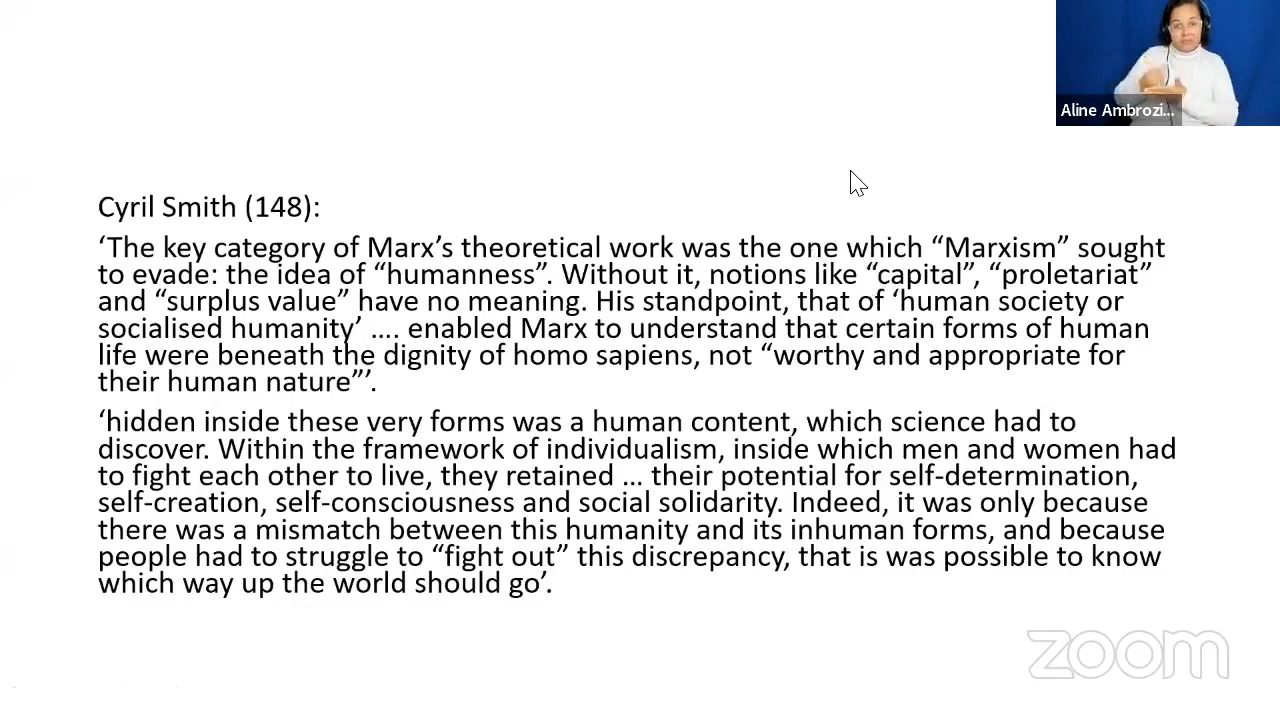 Aline Ambrozi...
Cyril Smith (148):
‘The key category of Marx’s theoretical work was the one which “Marxism” sought
to evade: the idea of “humanness”. Without it, notions like “capital”, “proletariat”
and “surplus value” have no meaning. His standpoint, that of ‘human society or
socialised humanity’ …. enabled Marx to understand that certain forms of human
life were beneath the dignity of homo sapiens, not “worthy and appropriate for
their human nature”’.
‘hidden inside these very forms was a human content, which science had to
discover. Within the framework of individualism, inside which men and women had
to fight each other to live, they retained … their potential for self-determination,
self-creation, self-consciousness and social solidarity. Indeed, it was only because
there was a mismatch between this humanity and its inhuman forms, and because
people had to struggle to “fight out” this discrepancy, that is was possible to know
which way up the world should go’.
zoom